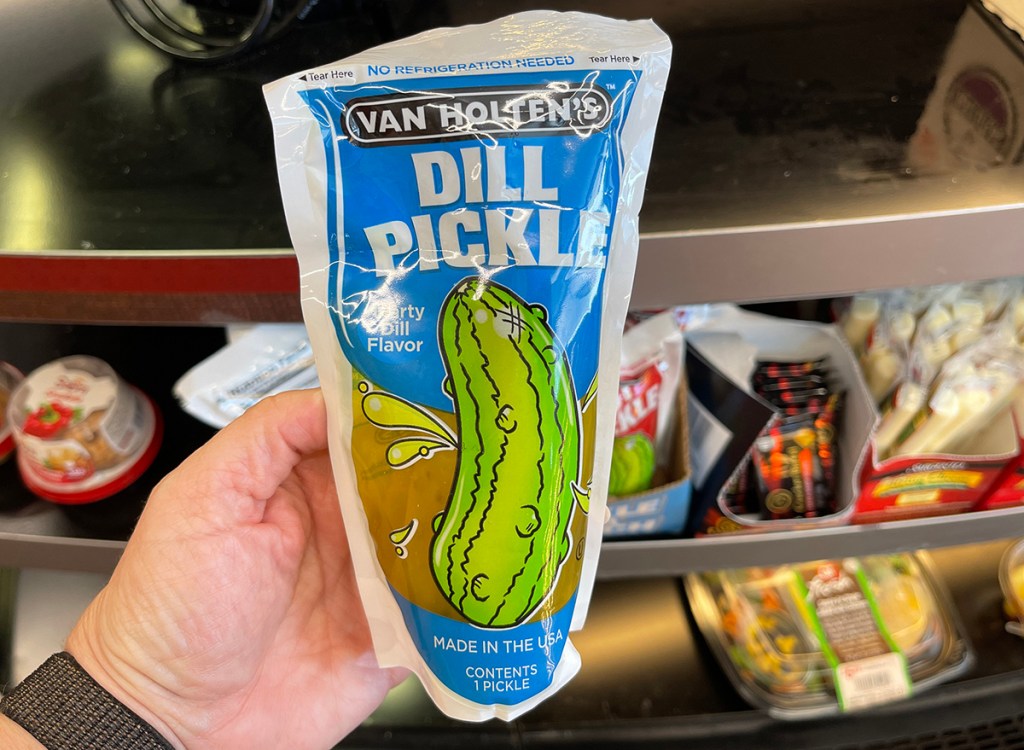 Tear Here NO REFRIGERATION NEEDED Tear Here
VAN HOLTEN'S™
DILL
PICKLE
Hearty
Dill
Flavor
MADE IN THE USA
CONTENTS
1 PICKLE